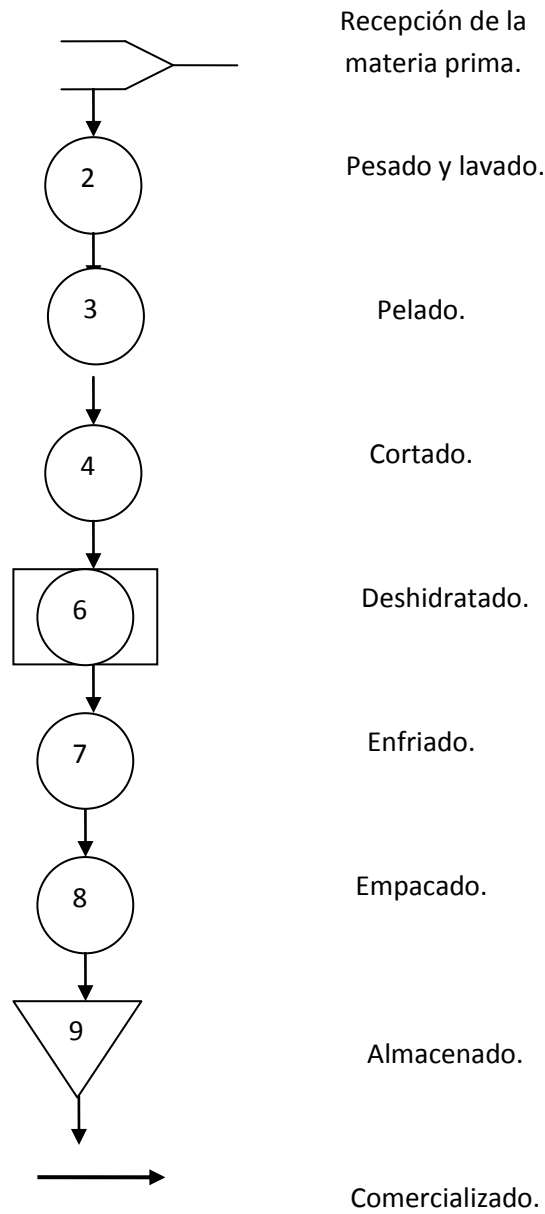 Recepción de la
materia prima.
2
Pesado y lavado.
3
Pelado.
4
Cortado.
6
Deshidratado.
7
Enfriado.
8
Empacado.
9
Almacenado.
Comercializado.